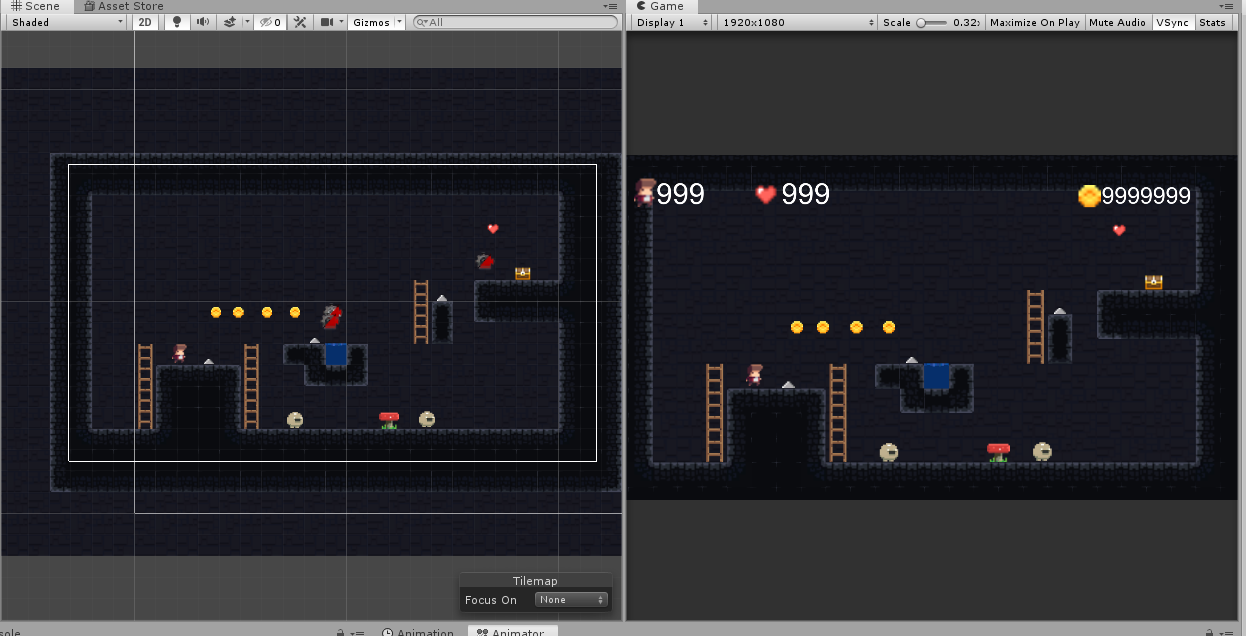 Scene Asset Store
Shaded 2D 0 Gizmos All
Game
Display 1 1920x1080 Scale 0.32 Maximize On Play Mute Audio VSync Stats
999 999 9999999
Tilemap
Focus On None
sole Animation Animator